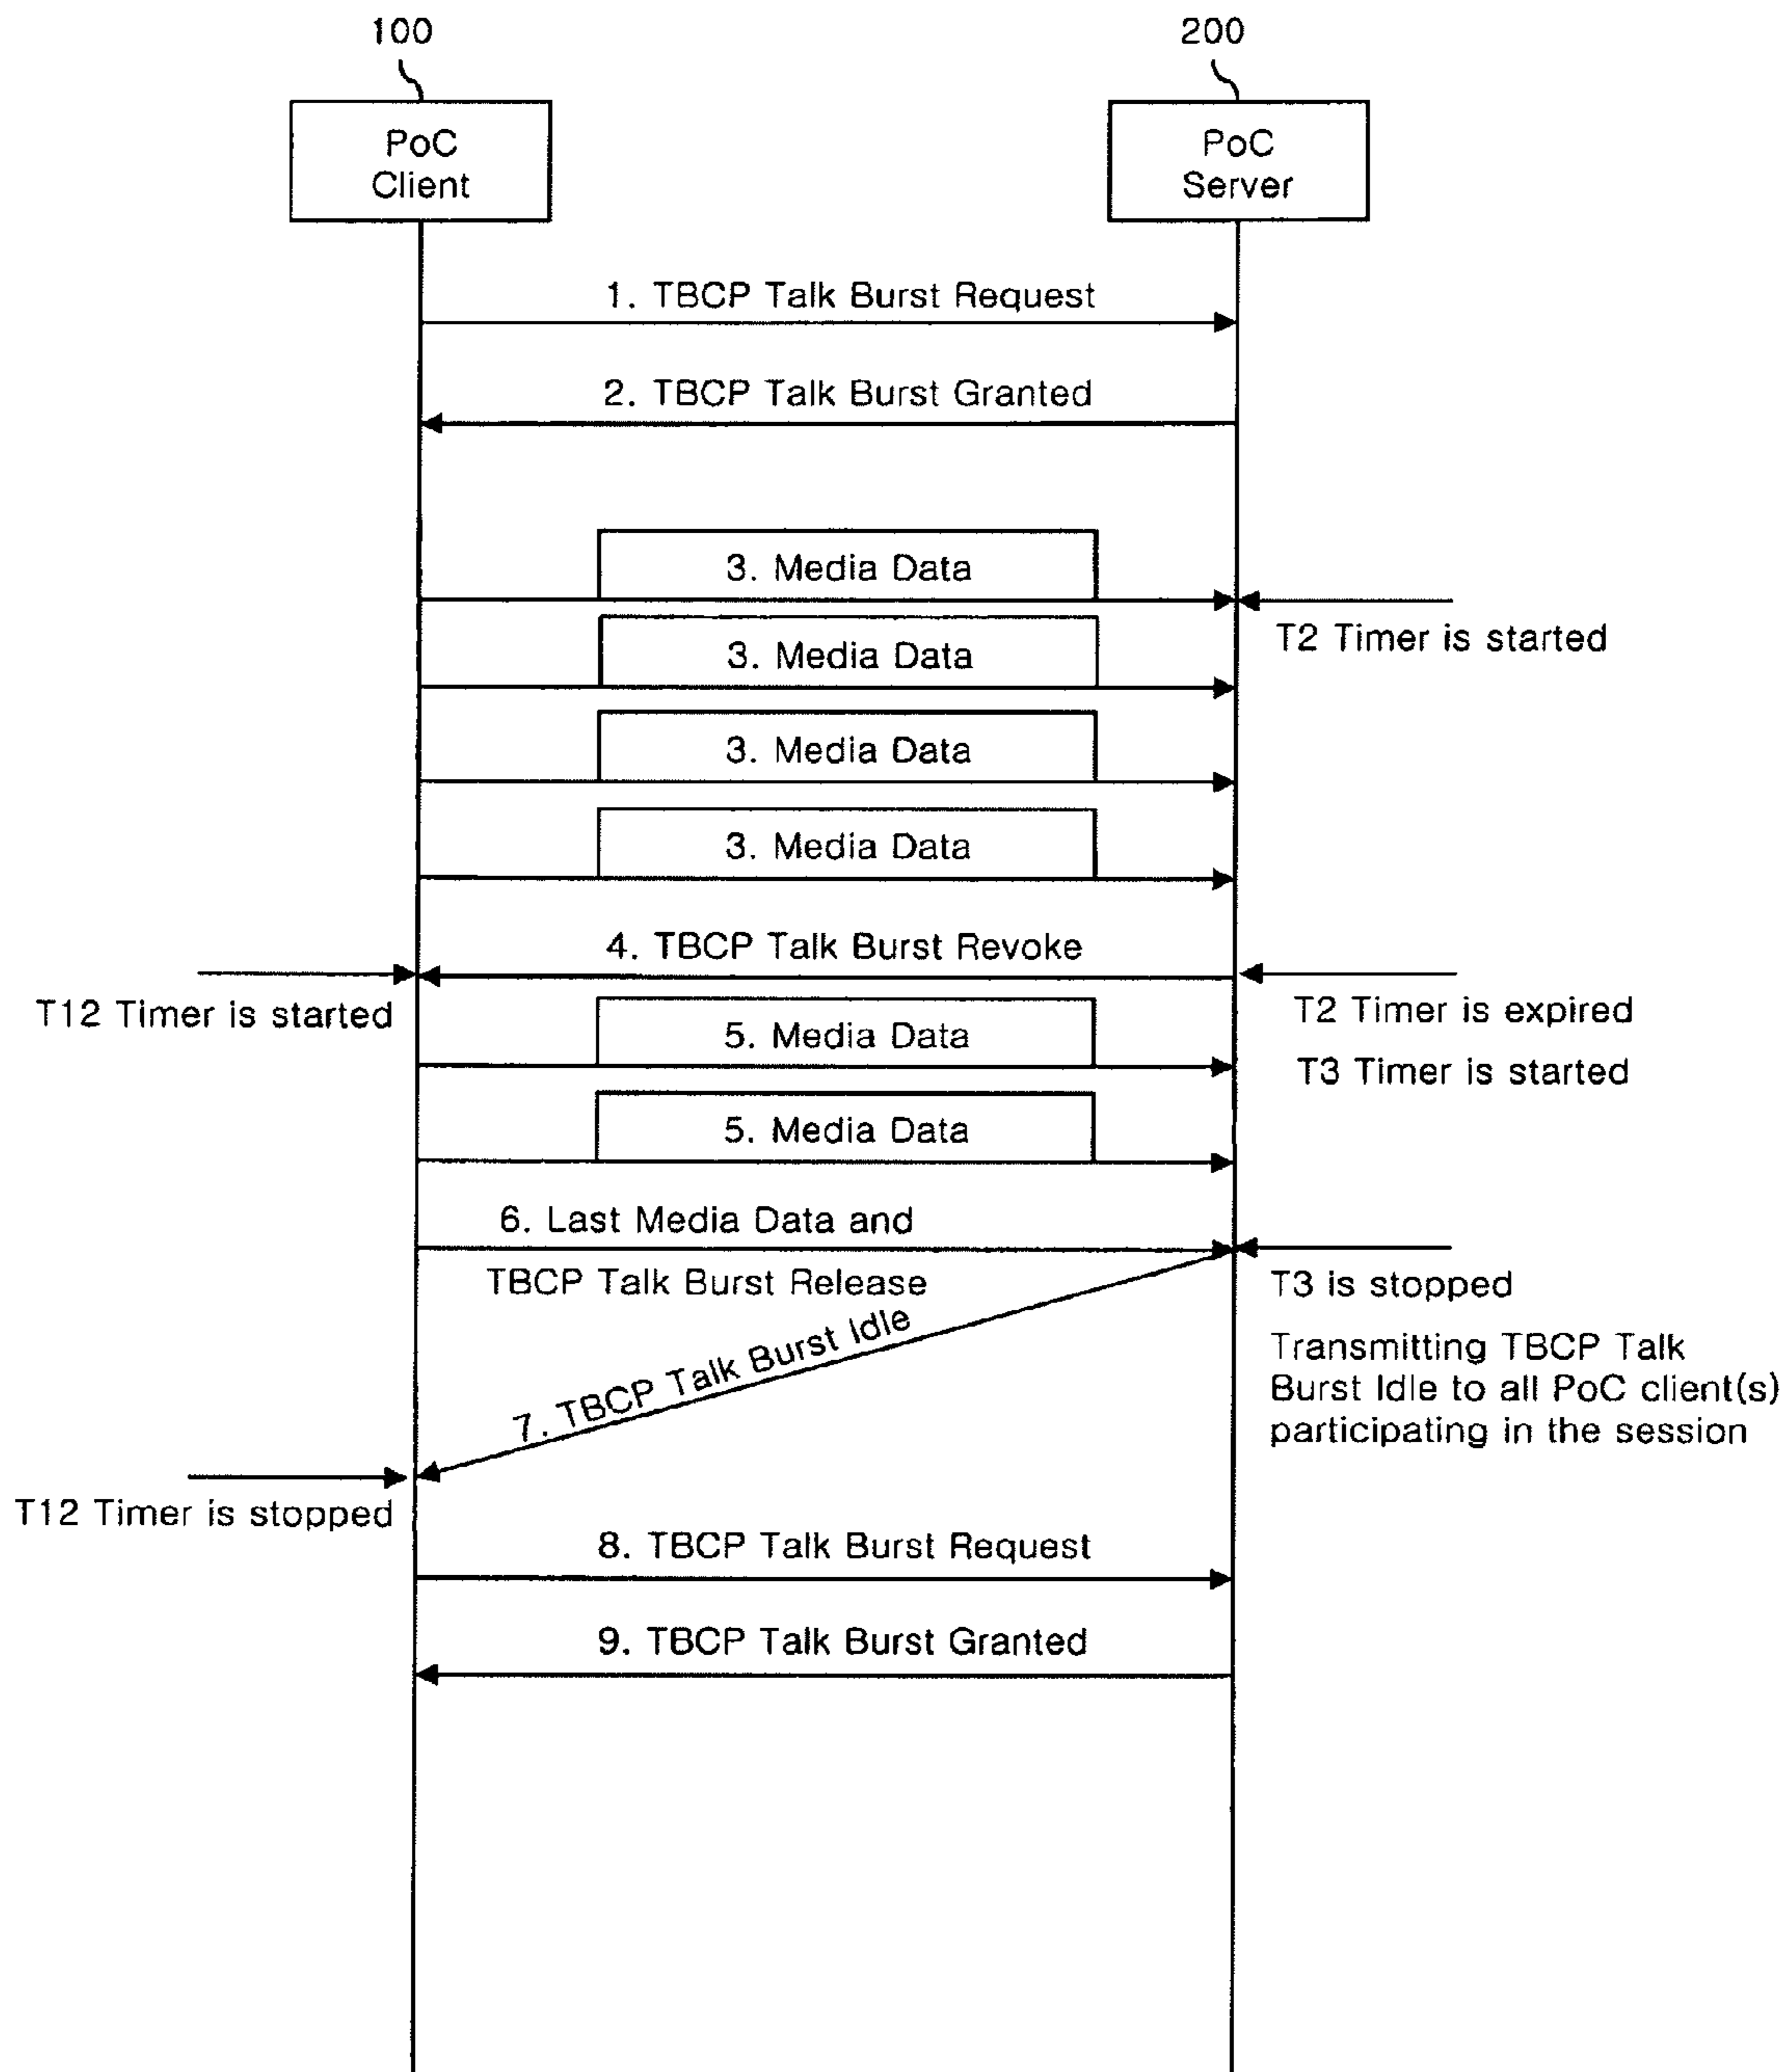 100
200
PoC
Client
PoC
Server
1. TBCP Talk Burst Request
2. TBCP Talk Burst Granted
3. Media Data
T2 Timer is started
3. Media Data
3. Media Data
3. Media Data
4. TBCP Talk Burst Revoke
T12 Timer is started
T2 Timer is expired
5. Media Data
T3 Timer is started
5. Media Data
6. Last Media Data and
TBCP Talk Burst Release
T3 is stopped
7. TBCP Talk Burst Idle
Transmitting TBCP Talk
Burst Idle to all PoC client(s)
participating in the session
T12 Timer is stopped
8. TBCP Talk Burst Request
9. TBCP Talk Burst Granted